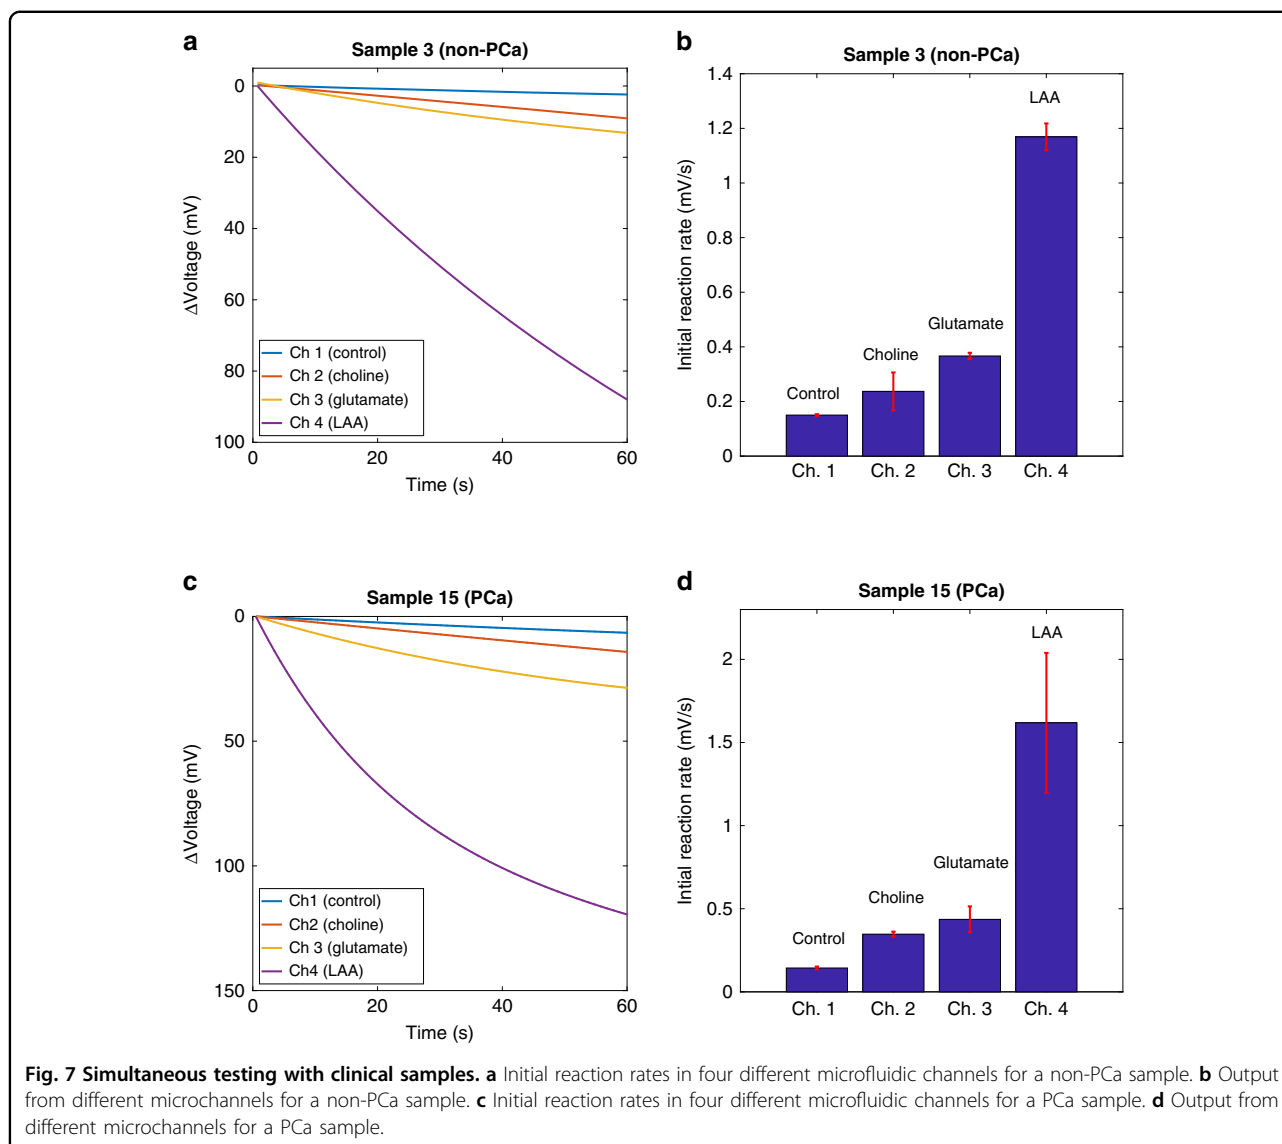 a
Sample 3 (non-PCa)
0
20
40
60
80
100
ΔVoltage (mV)
Ch 1 (control)
Ch 2 (choline)
Ch 3 (glutamate)
Ch 4 (LAA)
0 20 40 60
Time (s)
b
Sample 3 (non-PCa)
1.4
1.2
1
0.8
0.6
0.4
0.2
0
Initial reaction rate (mV/s)
Control
Choline
Glutamate
LAA
Ch. 1 Ch. 2 Ch. 3 Ch. 4
c
Sample 15 (PCa)
0
50
100
150
ΔVoltage (mV)
Ch1 (control)
Ch2 (choline)
Ch 3 (glutamate)
Ch4 (LAA)
0 20 40 60
Time (s)
d
Sample 15 (PCa)
2
1.5
1
0.5
0
Intial reaction rate (mV/s)
Control
Choline
Glutamate
LAA
Ch. 1 Ch. 2 Ch. 3 Ch. 4
Fig. 7 Simultaneous testing with clinical samples. a Initial reaction rates in four different microfluidic channels for a non-PCa sample. b Output
from different microchannels for a non-PCa sample. c Initial reaction rates in four different microfluidic channels for a PCa sample. d Output from
different microchannels for a PCa sample.